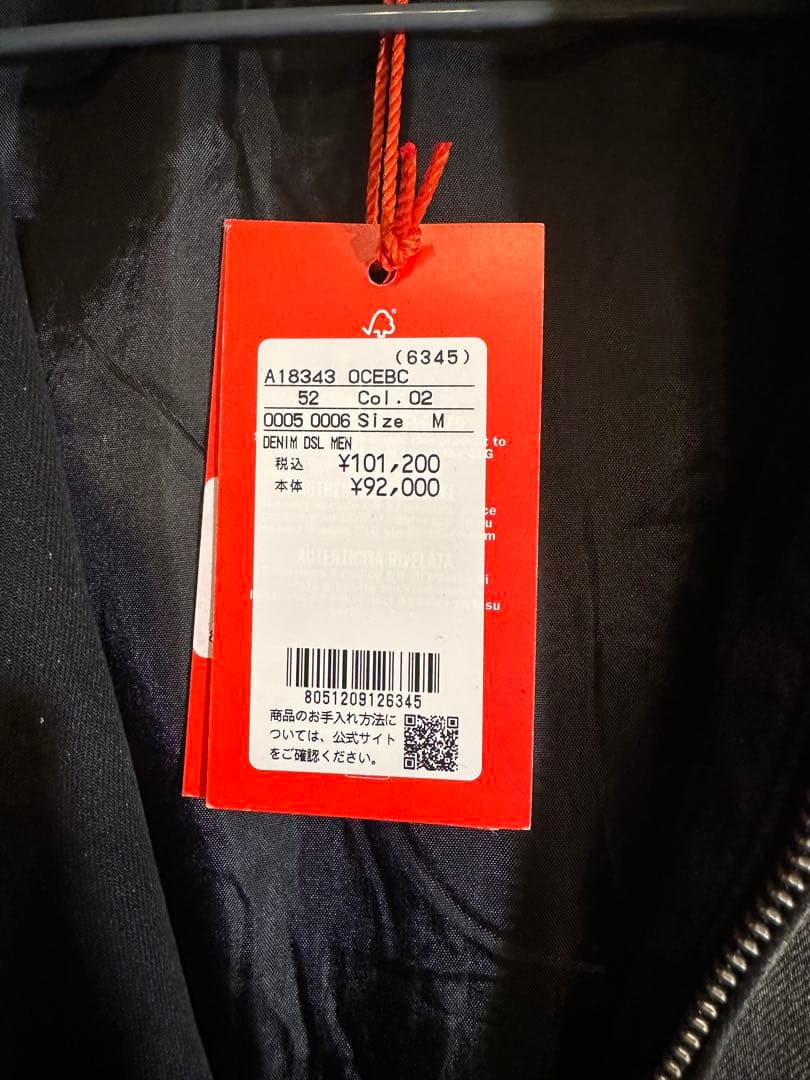 (6345)
A18343 0CEBC
52 Col.02
0005 0006 Size M
DENIM DSL MEN
税込 ¥101,200
本体 ¥92,000
AUTENTICITÀ RIVELATA
8051209126345
商品のお手入れ方法に
ついては、公式サイト
をご確認ください。